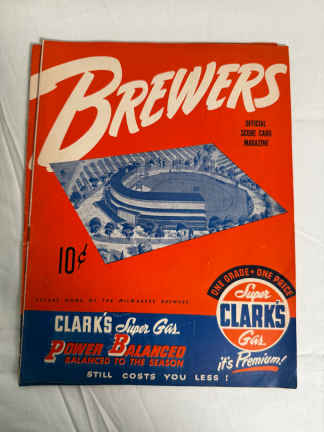 BREWERS
OFFICIAL
SCORE CARD
MAGAZINE
10¢
FUTURE HOME OF THE MILWAUKEE BREWERS
ONE GRADE • ONE PRICE
Super
CLARK'S
Gas
it's Premium!
CLARK'S Super Gas
POWER BALANCED
BALANCED TO THE SEASON
STILL COSTS YOU LESS!